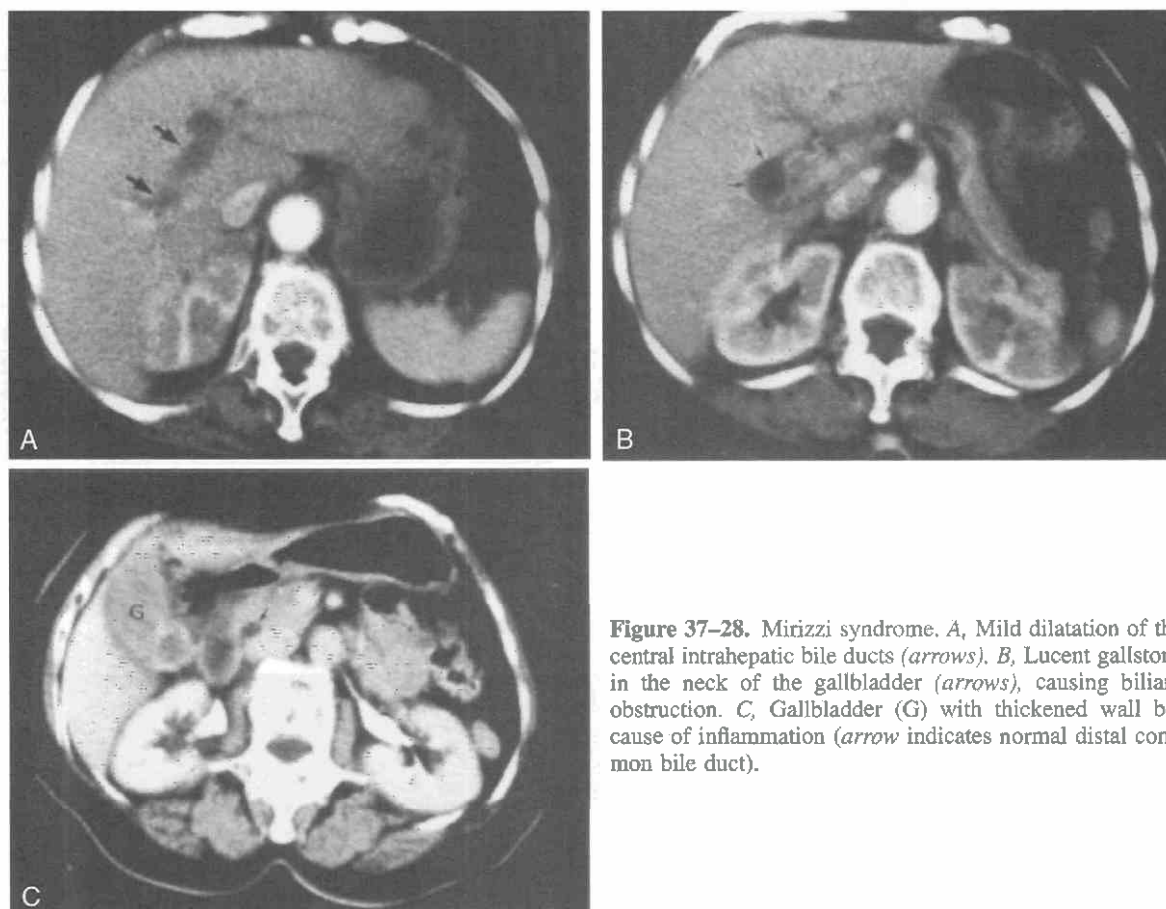 A
B
G
C
Figure 37–28. Mirizzi syndrome. A, Mild dilatation of th
central intrahepatic bile ducts (arrows). B, Lucent gallston
in the neck of the gallbladder (arrows), causing biliar
obstruction. C, Gallbladder (G) with thickened wall b
cause of inflammation (arrow indicates normal distal com
mon bile duct).